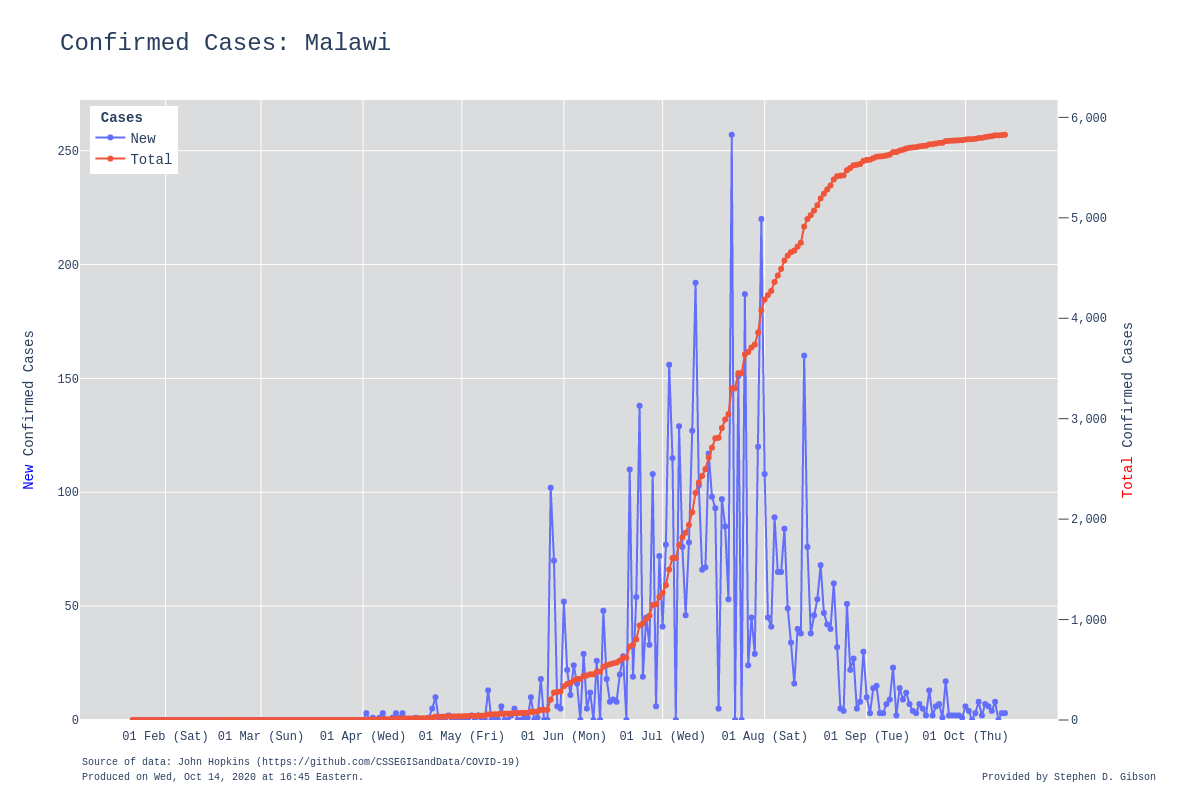 Confirmed Cases: Malawi
Cases
New
Total
250
200
150
100
50
0
6,000
5,000
4,000
3,000
2,000
1,000
0
New Confirmed Cases
Total Confirmed Cases
01 Feb (Sat) 01 Mar (Sun) 01 Apr (Wed) 01 May (Fri) 01 Jun (Mon) 01 Jul (Wed) 01 Aug (Sat) 01 Sep (Tue) 01 Oct (Thu)
Source of data: John Hopkins (https://github.com/CSSEGISandData/COVID-19)
Produced on Wed, Oct 14, 2020 at 16:45 Eastern.
Provided by Stephen D. Gibson